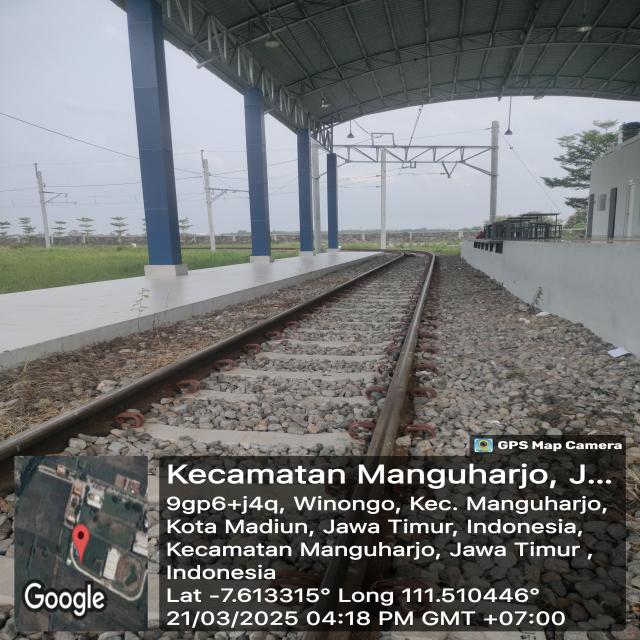 GPS Map Camera
Kecamatan Manguharjo, J...
9gp6+j4q, Winongo, Kec. Manguharjo,
Kota Madiun, Jawa Timur, Indonesia,
Kecamatan Manguharjo, Jawa Timur ,
Indonesia
Lat -7.613315° Long 111.510446°
21/03/2025 04:18 PM GMT +07:00
Google